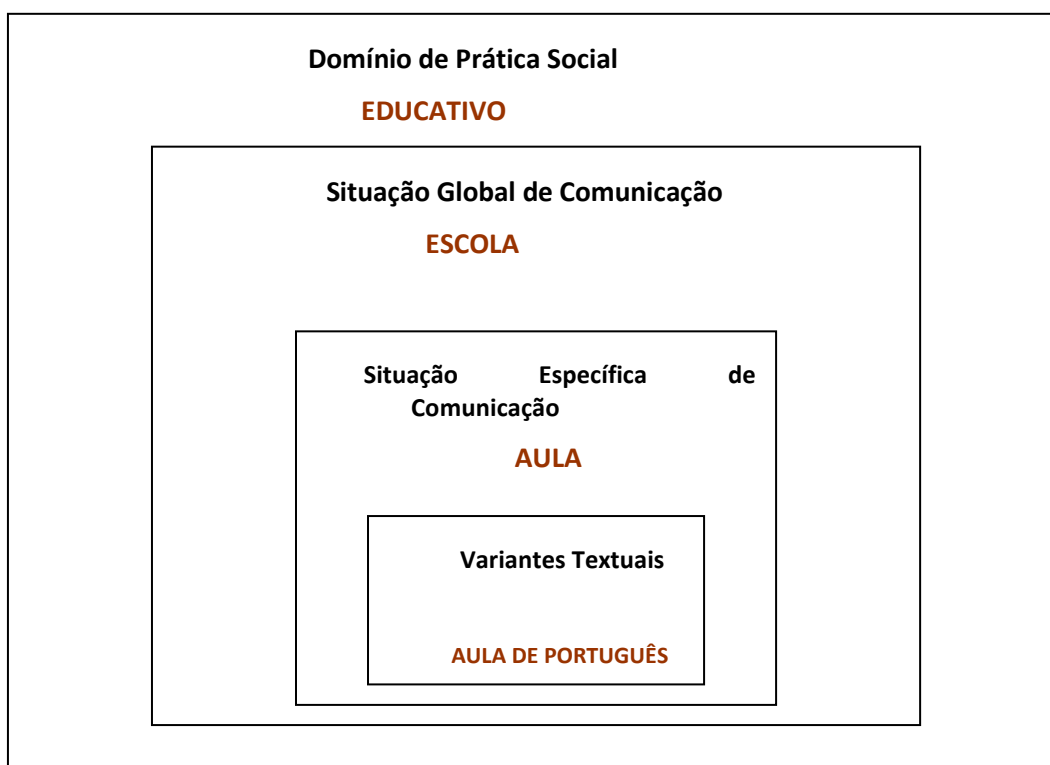 Domínio de Prática Social
EDUCATIVO
Situação Global de Comunicação
ESCOLA
Situação Específica de
Comunicação
AULA
Variantes Textuais
AULA DE PORTUGUÊS